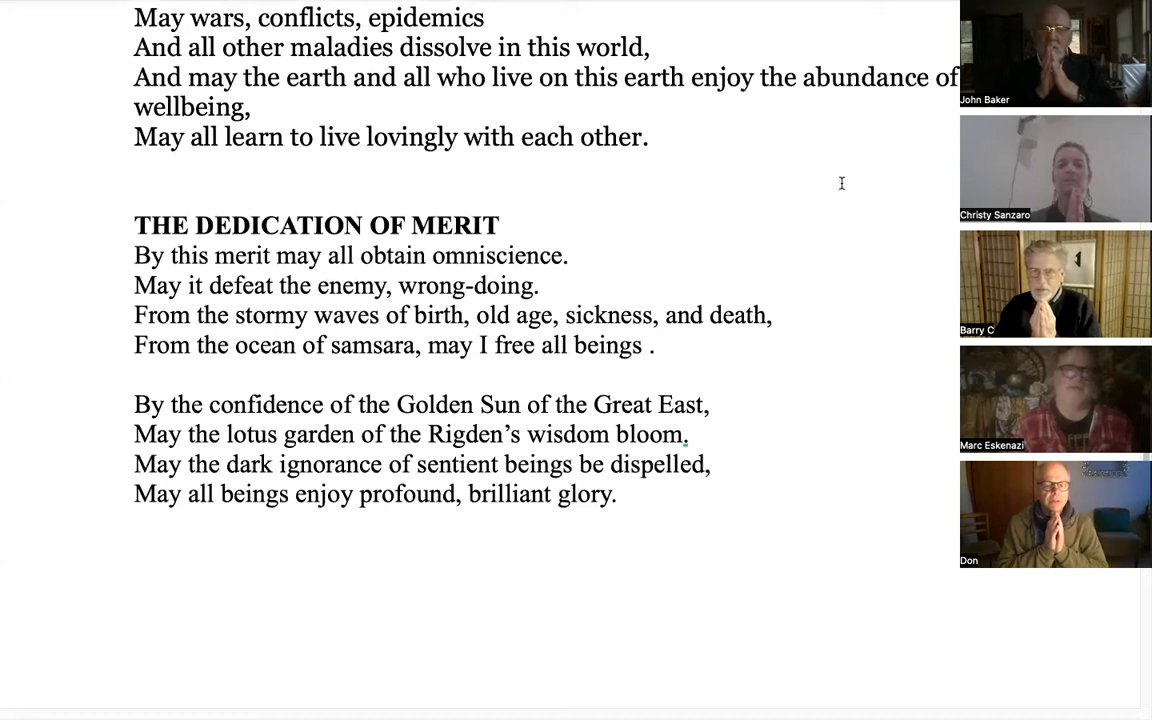 May wars, conflicts, epidemics
And all other maladies dissolve in this world,
And may the earth and all who live on this earth enjoy the abundance of
wellbeing,
May all learn to live lovingly with each other.
THE DEDICATION OF MERIT
By this merit may all obtain omniscience.
May it defeat the enemy, wrong-doing.
From the stormy waves of birth, old age, sickness, and death,
From the ocean of samsara, may I free all beings .
By the confidence of the Golden Sun of the Great East,
May the lotus garden of the Rigden’s wisdom bloom.
May the dark ignorance of sentient beings be dispelled,
May all beings enjoy profound, brilliant glory.
John Baker
Christy Sanzaro
Barry C
Marc Eskenazi
Don